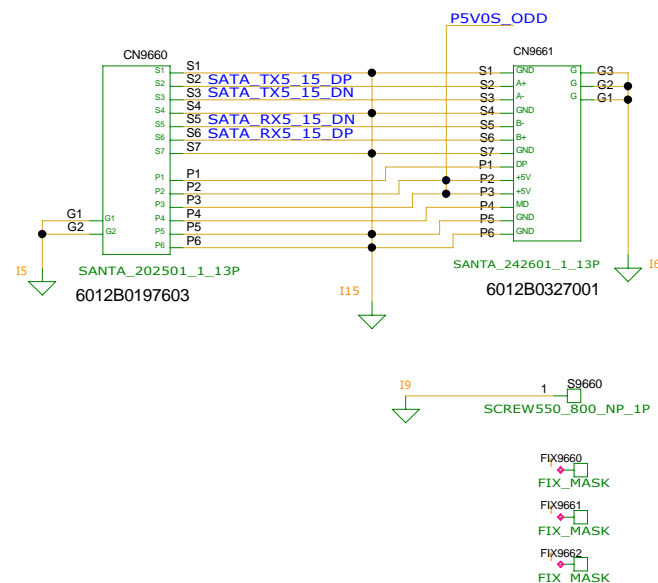 P5V0S_ODD
CN9660
CN9661
S1 S1 S1 GND G G3
S2 S2 SATA_TX5_15_DP S2 A+ G G2
S3 S3 SATA_TX5_15_DN S3 A- G G1
S4 S4 S4 GND
S5 S5 SATA_RX5_15_DN S5 B-
S6 S6 SATA_RX5_15_DP S6 B+
S7 S7 S7 GND
P1 P1 P1 DP
P2 P2 P2 +5V
P3 P3 P3 +5V
G1 G1 P4 P4 P4 MD
G2 G2 P5 P5 P5 GND
P6 P6 P6 GND
I5 SANTA_202501_1_13P SANTA_242601_1_13P I6
6012B0197603 I15 6012B0327001
I9 1 S9660
SCREW550_800_NP_1P
FIX9660
FIX_MASK
FIX9661
FIX_MASK
FIX9662
FIX_MASK